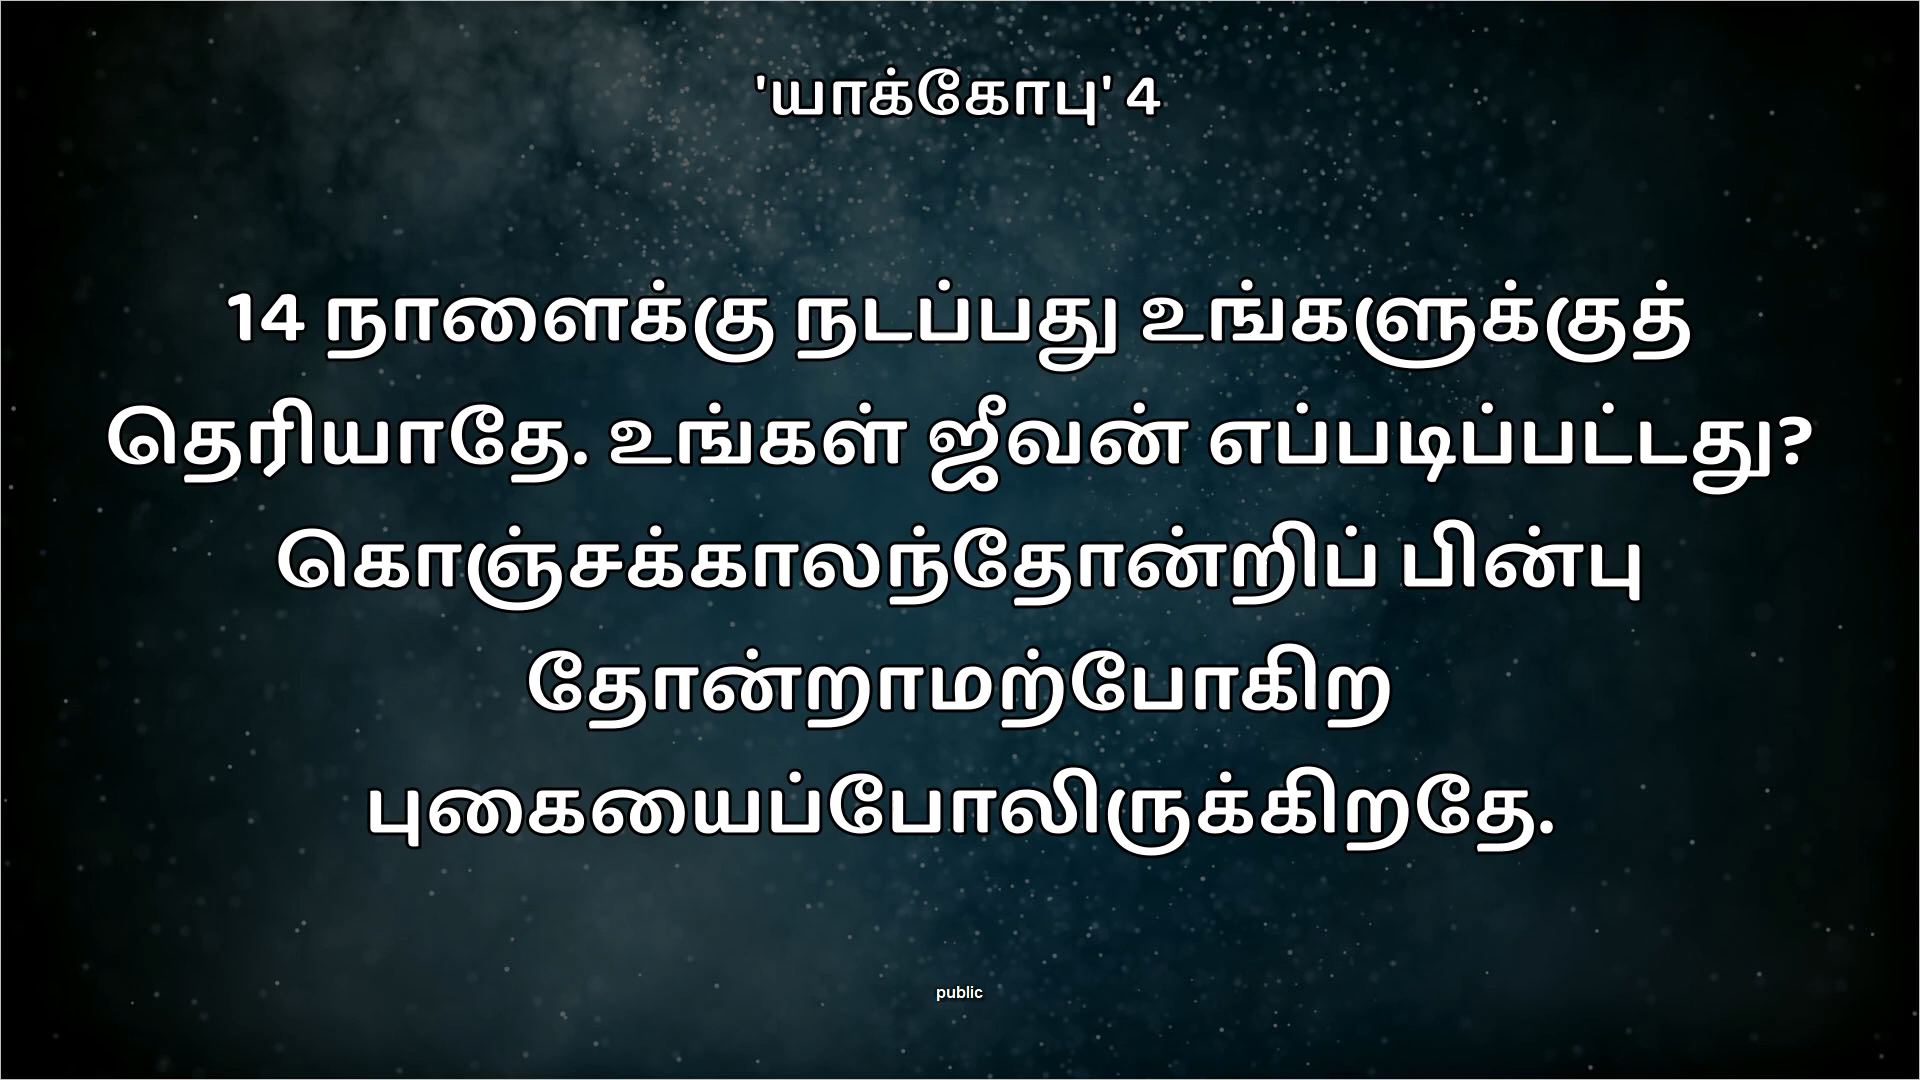 'யாக்கோபு' 4
14 நாளைக்கு நடப்பது உங்களுக்குத்
தெரியாதே. உங்கள் ஜீவன் எப்படிப்பட்டது?
கொஞ்சக்காலந்தோன்றிப் பின்பு
தோன்றாமற்போகிற
புகையைப்போலிருக்கிறதே.
public